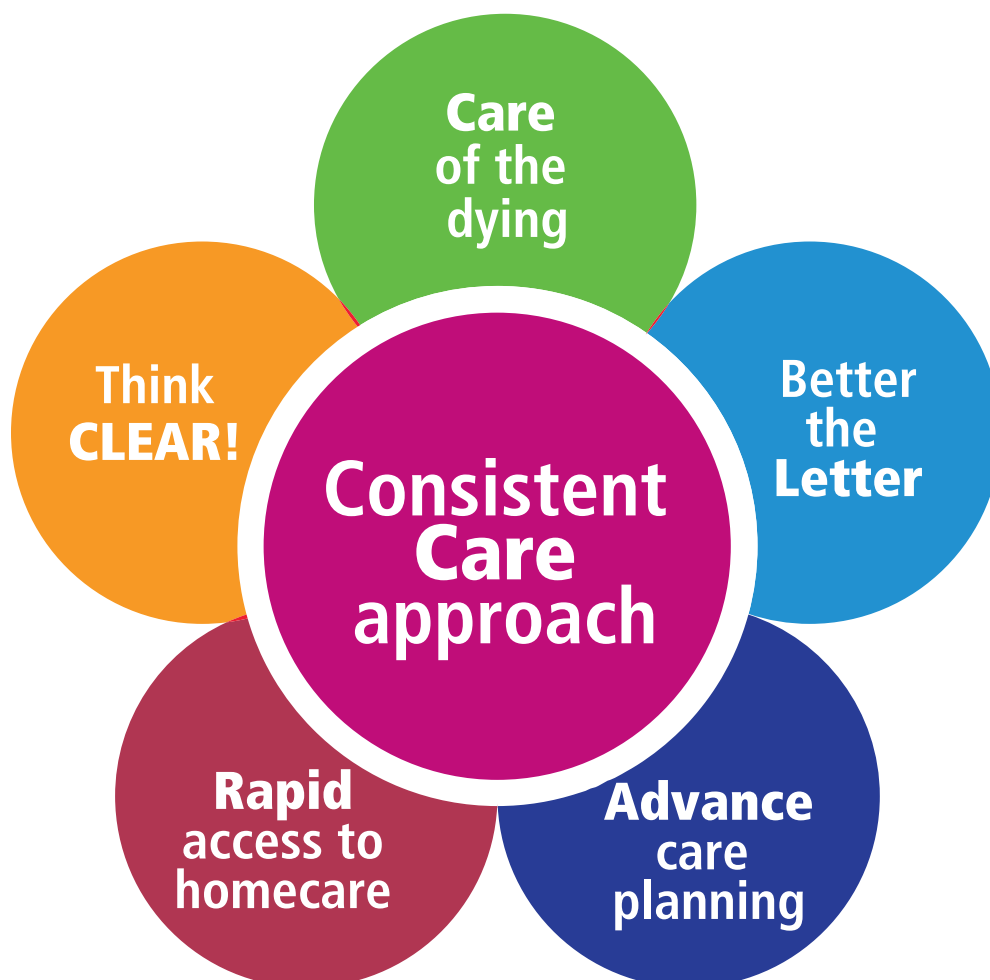 Care
of the
dying
Think
CLEAR!
Better
the
Letter
Consistent
Care
approach
Rapid
access to
homecare
Advance
care
planning